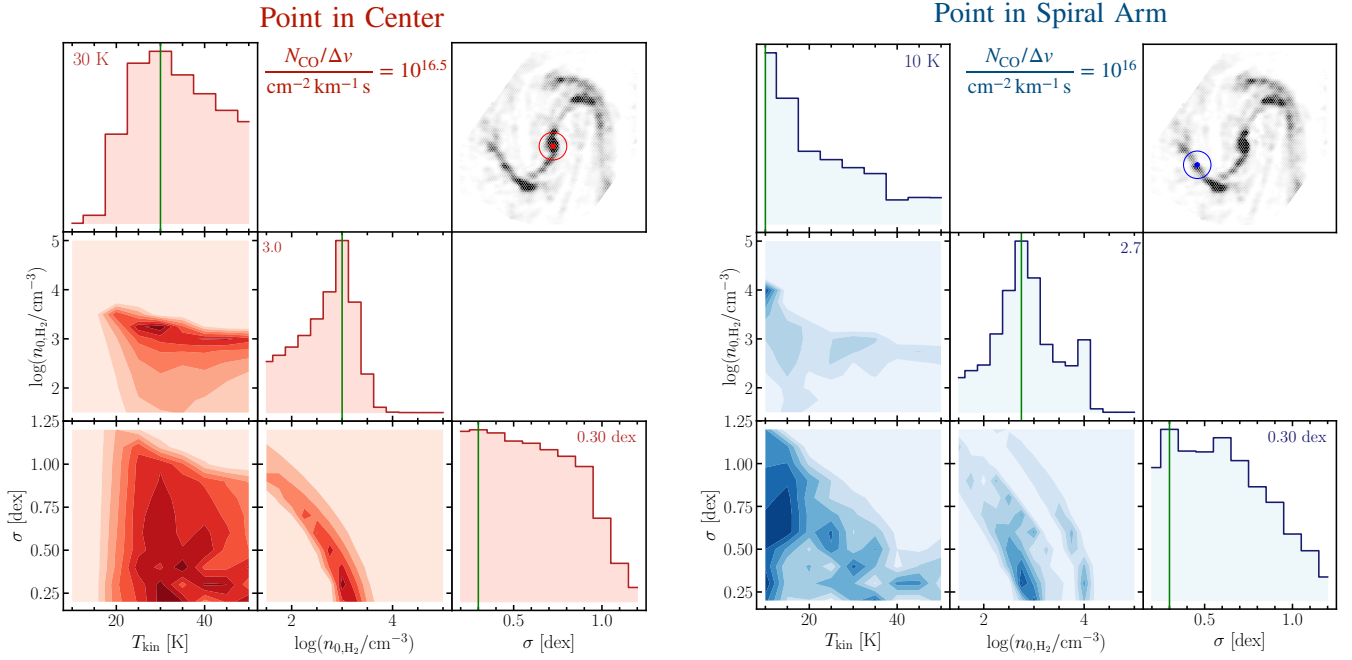 Point in Center
30 K
N_CO/Δv / cm⁻² km⁻¹ s = 10^16.5
5
4
3
2
log(n_0,H₂/cm⁻³)
3.0
1.25
1.00
0.75
0.50
0.25
σ [dex]
0.30 dex
20 40
T_kin [K]
2 4
log(n_0,H₂/cm⁻³)
0.5 1.0
σ [dex]
Point in Spiral Arm
10 K
N_CO/Δv / cm⁻² km⁻¹ s = 10^16
5
4
3
2
log(n_0,H₂/cm⁻³)
2.7
1.25
1.00
0.75
0.50
0.25
σ [dex]
0.30 dex
20 40
T_kin [K]
2 4
log(n_0,H₂/cm⁻³)
0.5 1.0
σ [dex]